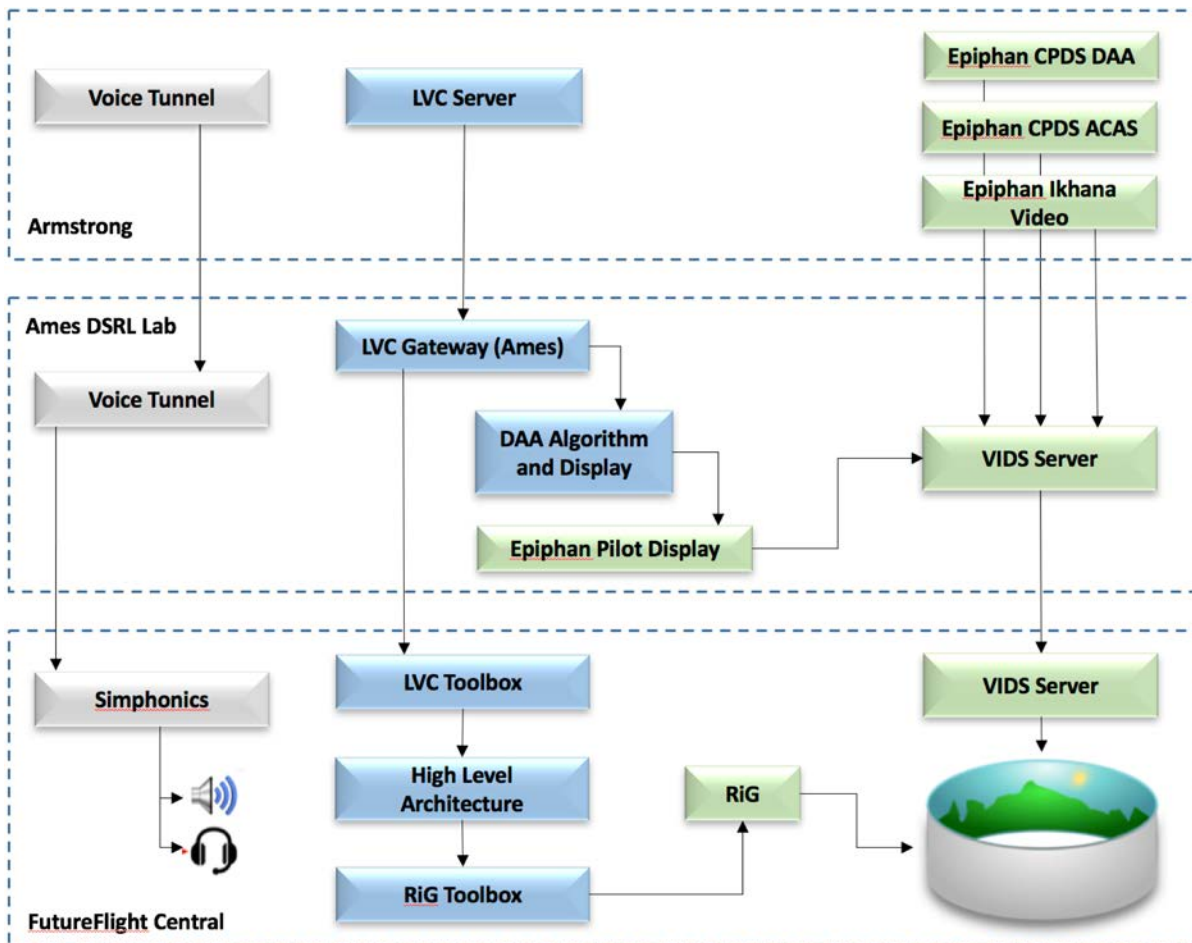 Epiphan CPDS DAA
Voice Tunnel
LVC Server
Epiphan CPDS ACAS
Epiphan Ikhana
Video
Armstrong
Ames DSRL Lab
LVC Gateway (Ames)
Voice Tunnel
DAA Algorithm
and Display
VIDS Server
Epiphan Pilot Display
LVC Toolbox
VIDS Server
Simphonics
High Level
Architecture
RiG
RiG Toolbox
FutureFlight Central